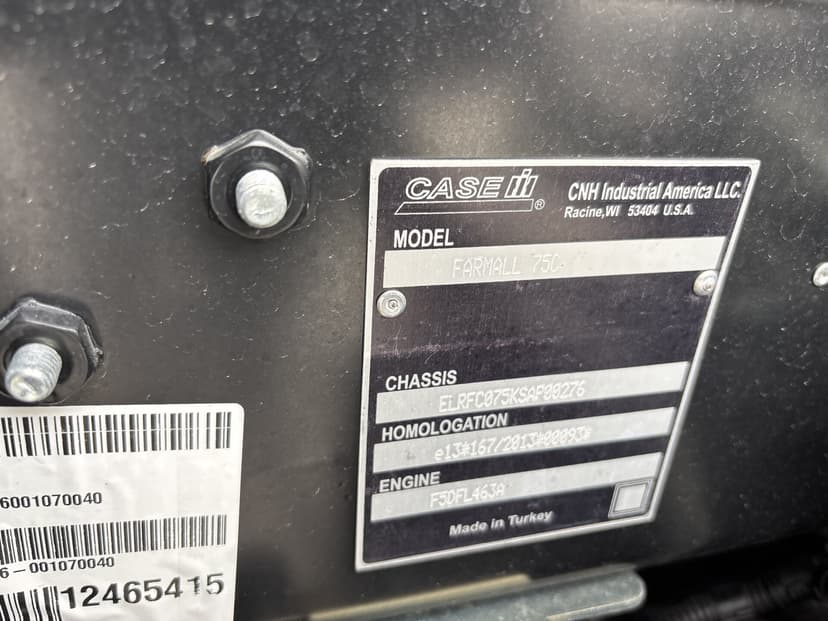 CASE IH ®
CNH Industrial America LLC.
Racine, WI 53404 U.S.A.
MODEL
FARMALL 75C
CHASSIS
ELRFC075KSAP00276
HOMOLOGATION
e13*167/2013*00093*
ENGINE
F5DFL463A
Made in Turkey
6001070040
6-001070040
12465415